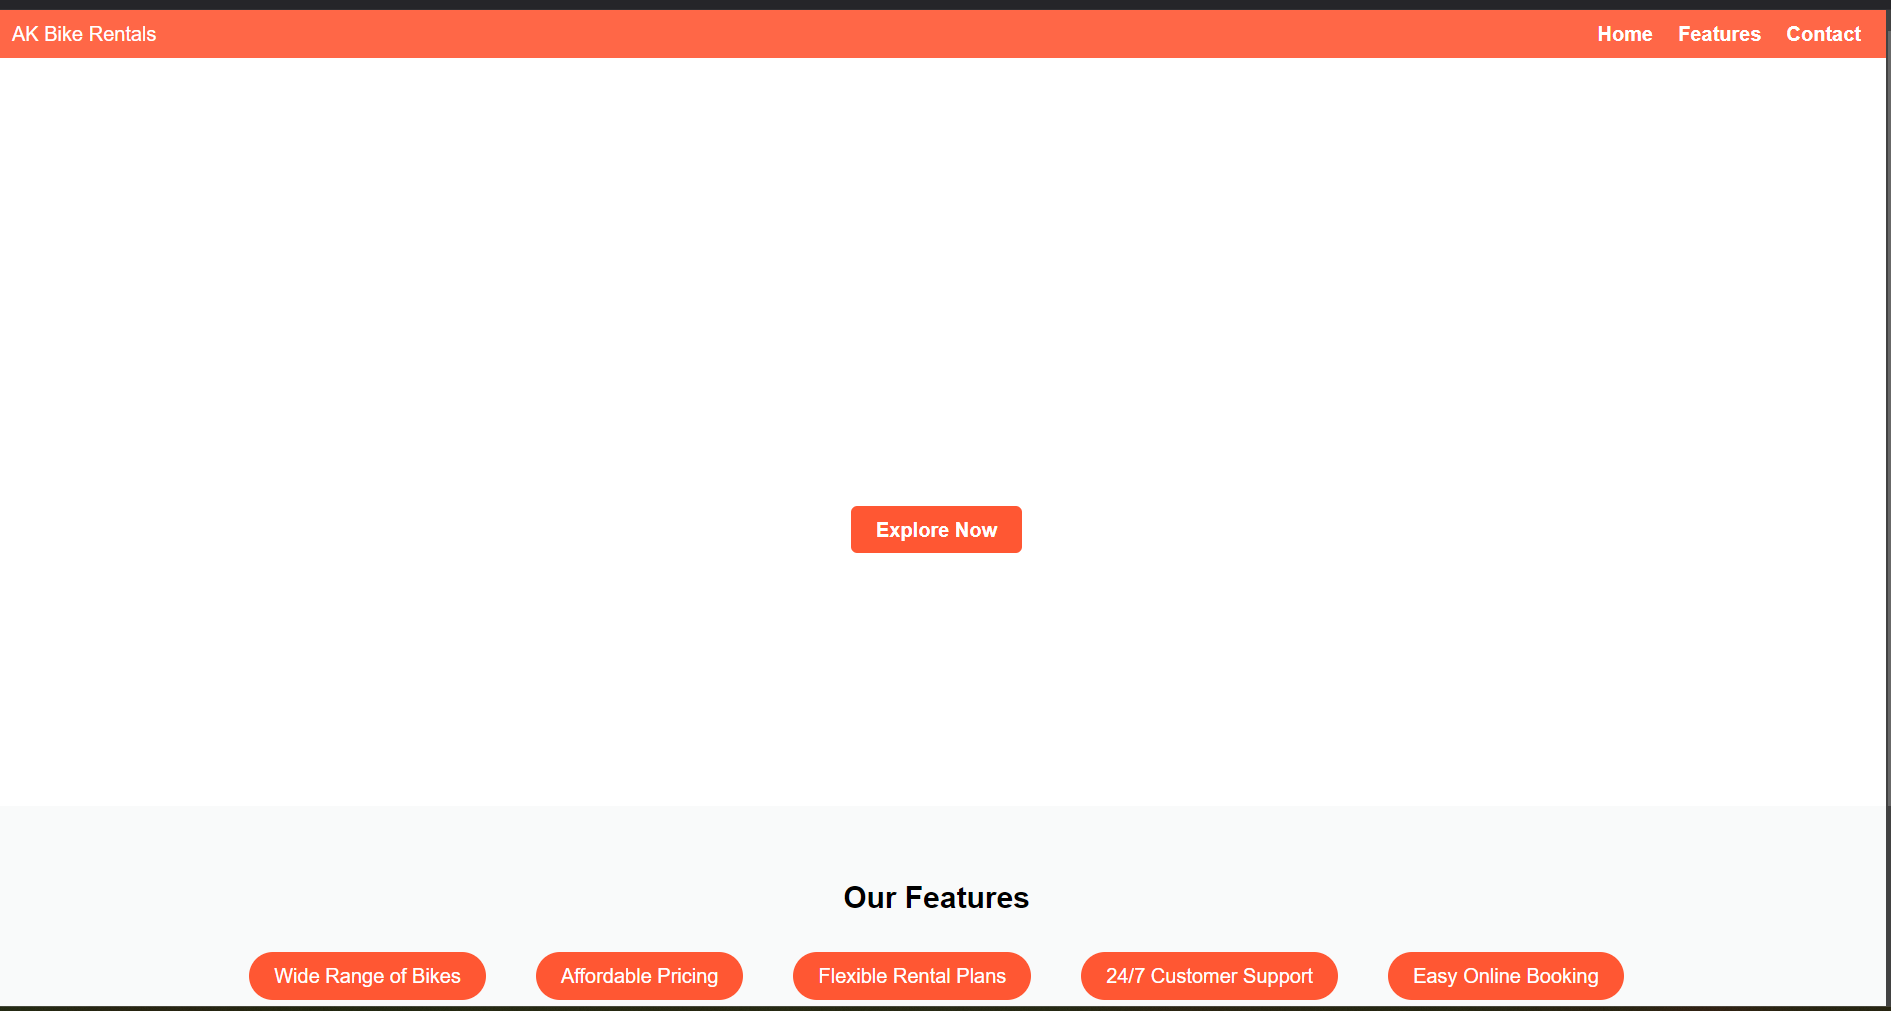 AK Bike Rentals
Home Features Contact
Explore Now
Our Features
Wide Range of Bikes Affordable Pricing Flexible Rental Plans 24/7 Customer Support Easy Online Booking